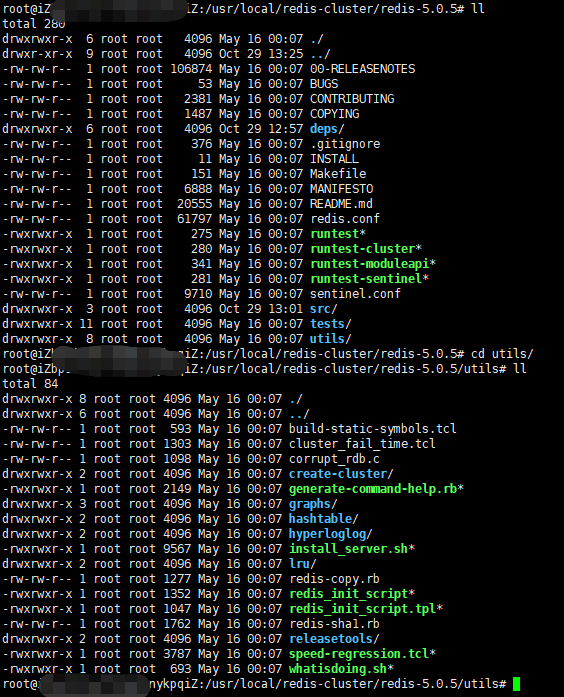 root@iZ iZ:/usr/local/redis-cluster/redis-5.0.5# ll
total 280
drwxrwxr-x  6 root root   4096 May 16 00:07 ./
drwxr-xr-x  9 root root   4096 Oct 29 13:25 ../
-rw-rw-r--  1 root root 106874 May 16 00:07 00-RELEASENOTES
-rw-rw-r--  1 root root     53 May 16 00:07 BUGS
-rw-rw-r--  1 root root   2381 May 16 00:07 CONTRIBUTING
-rw-rw-r--  1 root root   1487 May 16 00:07 COPYING
drwxrwxr-x  6 root root   4096 Oct 29 12:57 deps/
-rw-rw-r--  1 root root    376 May 16 00:07 .gitignore
-rw-rw-r--  1 root root     11 May 16 00:07 INSTALL
-rw-rw-r--  1 root root    151 May 16 00:07 Makefile
-rw-rw-r--  1 root root   6888 May 16 00:07 MANIFESTO
-rw-rw-r--  1 root root  20555 May 16 00:07 README.md
-rw-rw-r--  1 root root  61797 May 16 00:07 redis.conf
-rwxrwxr-x  1 root root    275 May 16 00:07 runtest*
-rwxrwxr-x  1 root root    280 May 16 00:07 runtest-cluster*
-rwxrwxr-x  1 root root    341 May 16 00:07 runtest-moduleapi*
-rwxrwxr-x  1 root root    281 May 16 00:07 runtest-sentinel*
-rw-rw-r--  1 root root   9710 May 16 00:07 sentinel.conf
drwxrwxr-x  3 root root   4096 Oct 29 13:01 src/
drwxrwxr-x 11 root root   4096 May 16 00:07 tests/
drwxrwxr-x  8 root root   4096 May 16 00:07 utils/
root@iZ qiZ:/usr/local/redis-cluster/redis-5.0.5# cd utils/
root@iZbp qiZ:/usr/local/redis-cluster/redis-5.0.5/utils# ll
total 84
drwxrwxr-x 8 root root 4096 May 16 00:07 ./
drwxrwxr-x 6 root root 4096 May 16 00:07 ../
-rw-rw-r-- 1 root root  593 May 16 00:07 build-static-symbols.tcl
-rw-rw-r-- 1 root root 1303 May 16 00:07 cluster_fail_time.tcl
-rw-rw-r-- 1 root root 1098 May 16 00:07 corrupt_rdb.c
drwxrwxr-x 2 root root 4096 May 16 00:07 create-cluster/
-rwxrwxr-x 1 root root 2149 May 16 00:07 generate-command-help.rb*
drwxrwxr-x 3 root root 4096 May 16 00:07 graphs/
drwxrwxr-x 2 root root 4096 May 16 00:07 hashtable/
drwxrwxr-x 2 root root 4096 May 16 00:07 hyperloglog/
-rwxrwxr-x 1 root root 9567 May 16 00:07 install_server.sh*
drwxrwxr-x 2 root root 4096 May 16 00:07 lru/
-rw-rw-r-- 1 root root 1277 May 16 00:07 redis-copy.rb
-rwxrwxr-x 1 root root 1352 May 16 00:07 redis_init_script*
-rwxrwxr-x 1 root root 1047 May 16 00:07 redis_init_script.tpl*
-rw-rw-r-- 1 root root 1762 May 16 00:07 redis-sha1.rb
drwxrwxr-x 2 root root 4096 May 16 00:07 releasetools/
-rwxrwxr-x 1 root root 3787 May 16 00:07 speed-regression.tcl*
-rwxrwxr-x 1 root root  693 May 16 00:07 whatisdoing.sh*
root@i nykpqiZ:/usr/local/redis-cluster/redis-5.0.5/utils#